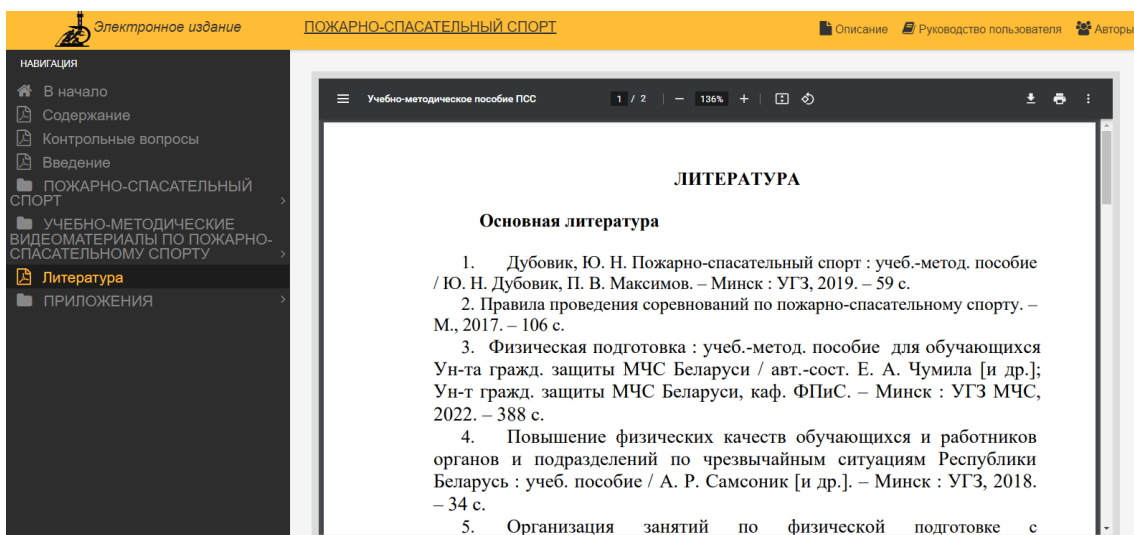 Электронное издание
ПОЖАРНО-СПАСАТЕЛЬНЫЙ СПОРТ
Описание
Руководство пользователя
Авторы
НАВИГАЦИЯ
В начало
Содержание
Контрольные вопросы
Введение
ПОЖАРНО-СПАСАТЕЛЬНЫЙ
СПОРТ
УЧЕБНО-МЕТОДИЧЕСКИЕ
ВИДЕОМАТЕРИАЛЫ ПО ПОЖАРНО-
СПАСАТЕЛЬНОМУ СПОРТУ
Литература
ПРИЛОЖЕНИЯ
Учебно-методическое пособие ПСС
1 / 2
136%
ЛИТЕРАТУРА
Основная литература
1. Дубовик, Ю. Н. Пожарно-спасательный спорт : учеб.-метод. пособие
/ Ю. Н. Дубовик, П. В. Максимов. – Минск : УГЗ, 2019. – 59 с.
2. Правила проведения соревнований по пожарно-спасательному спорту. –
М., 2017. – 106 с.
3. Физическая подготовка : учеб.-метод. пособие для обучающихся
Ун-та гражд. защиты МЧС Беларуси / авт.-сост. Е. А. Чумила [и др.];
Ун-т гражд. защиты МЧС Беларуси, каф. ФПиС. – Минск : УГЗ МЧС,
2022. – 388 с.
4. Повышение физических качеств обучающихся и работников
органов и подразделений по чрезвычайным ситуациям Республики
Беларусь : учеб. пособие / А. Р. Самсоник [и др.]. – Минск : УГЗ, 2018.
– 34 с.
5. Организация занятий по физической подготовке с